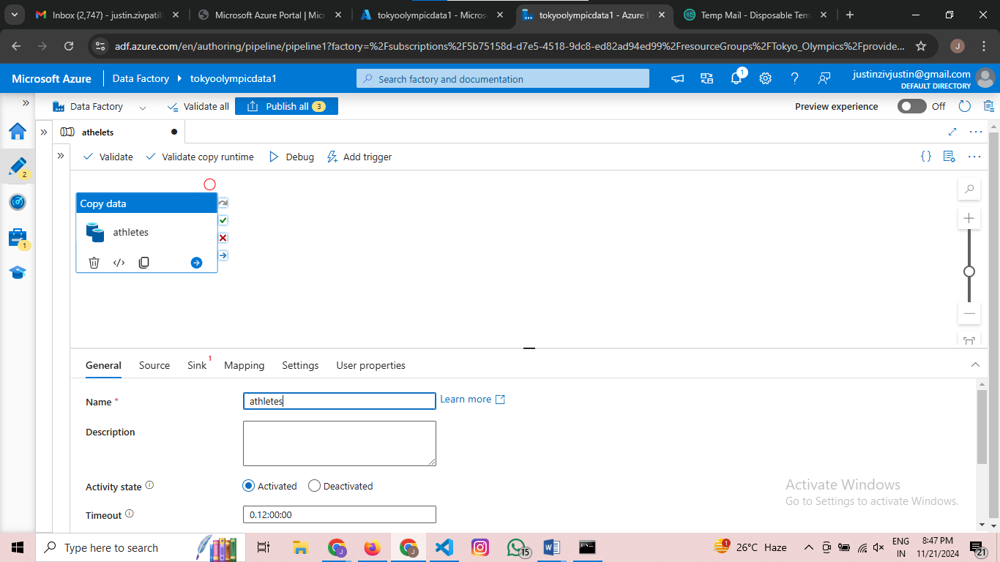 Inbox (2,747) - justin.zivpatil
Microsoft Azure Portal | Micr
tokyoolympicdata1 - Micros
tokyoolympicdata1 - Azure D
Temp Mail - Disposable Tem
adf.azure.com/en/authoring/pipeline/pipeline1?factory=%2Fsubscriptions%2F5b75158d-d7e5-4518-9dc8-ed82ad94ed99%2FresourceGroups%2FTokyo_Olympics%2Fprovide...
J
Microsoft Azure
Data Factory
tokyoolympicdata1
Search factory and documentation
1
justinzivjustin@gmail.com
DEFAULT DIRECTORY
Data Factory
Validate all
Publish all 3
Preview experience
Off
athelets
2
1
Validate
Validate copy runtime
Debug
Add trigger
Copy data
athletes
General
Source
Sink 1
Mapping
Settings
User properties
Name *
athletes
Learn more
Description
Activity state
Activated
Deactivated
Timeout
0.12:00:00
Activate Windows
Go to Settings to activate Windows.
Type here to search
J
J
15
1
26°C Haze
ENG
IN
8:47 PM
11/21/2024
21